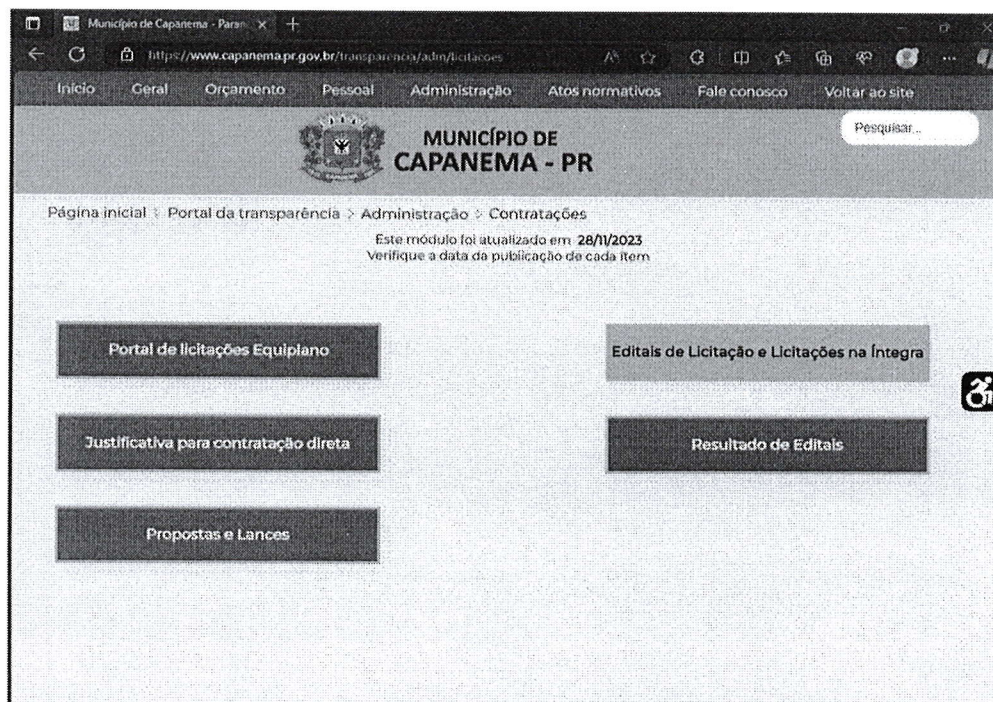 Município de Capanema - Paran
https://www.capanema.pr.gov.br/transparencia/adm/licitacoes
Início Geral Orçamento Pessoal Administração Atos normativos Fale conosco Voltar ao site
MUNICÍPIO DE
CAPANEMA - PR
Pesquisar...
Página inicial > Portal da transparência > Administração > Contratações
Este módulo foi atualizado em 28/11/2023
Verifique a data da publicação de cada item
Portal de licitações Equiplano
Editais de Licitação e Licitações na Íntegra
Justificativa para contratação direta
Resultado de Editais
Propostas e Lances